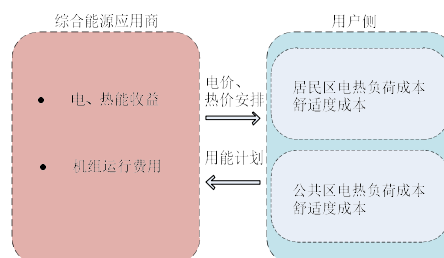 综合能源应用商
用户侧
电、热能收益
机组运行费用
电价、
热价安排
用能计划
居民区电热负荷成本
舒适度成本
公共区电热负荷成本
舒适度成本